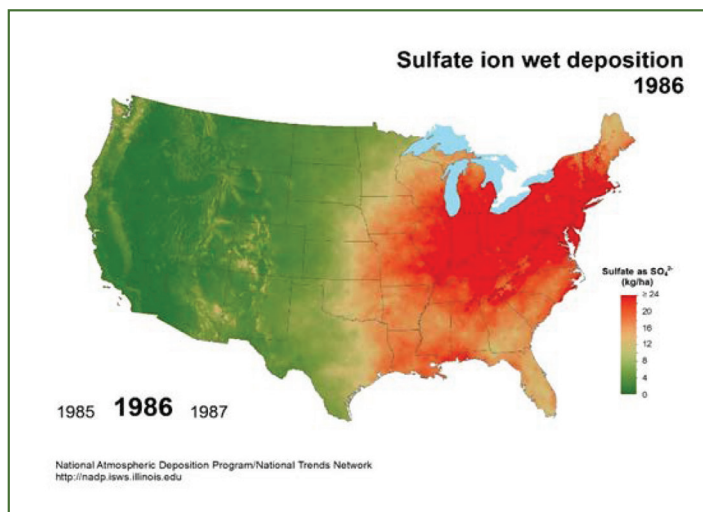 Sulfate ion wet deposition
1986
Sulfate as SO₄²⁻
(kg/ha)
≥ 24
20
16
12
8
4
0
1985 1986 1987
National Atmospheric Deposition Program/National Trends Network
http://nadp.isws.illinois.edu